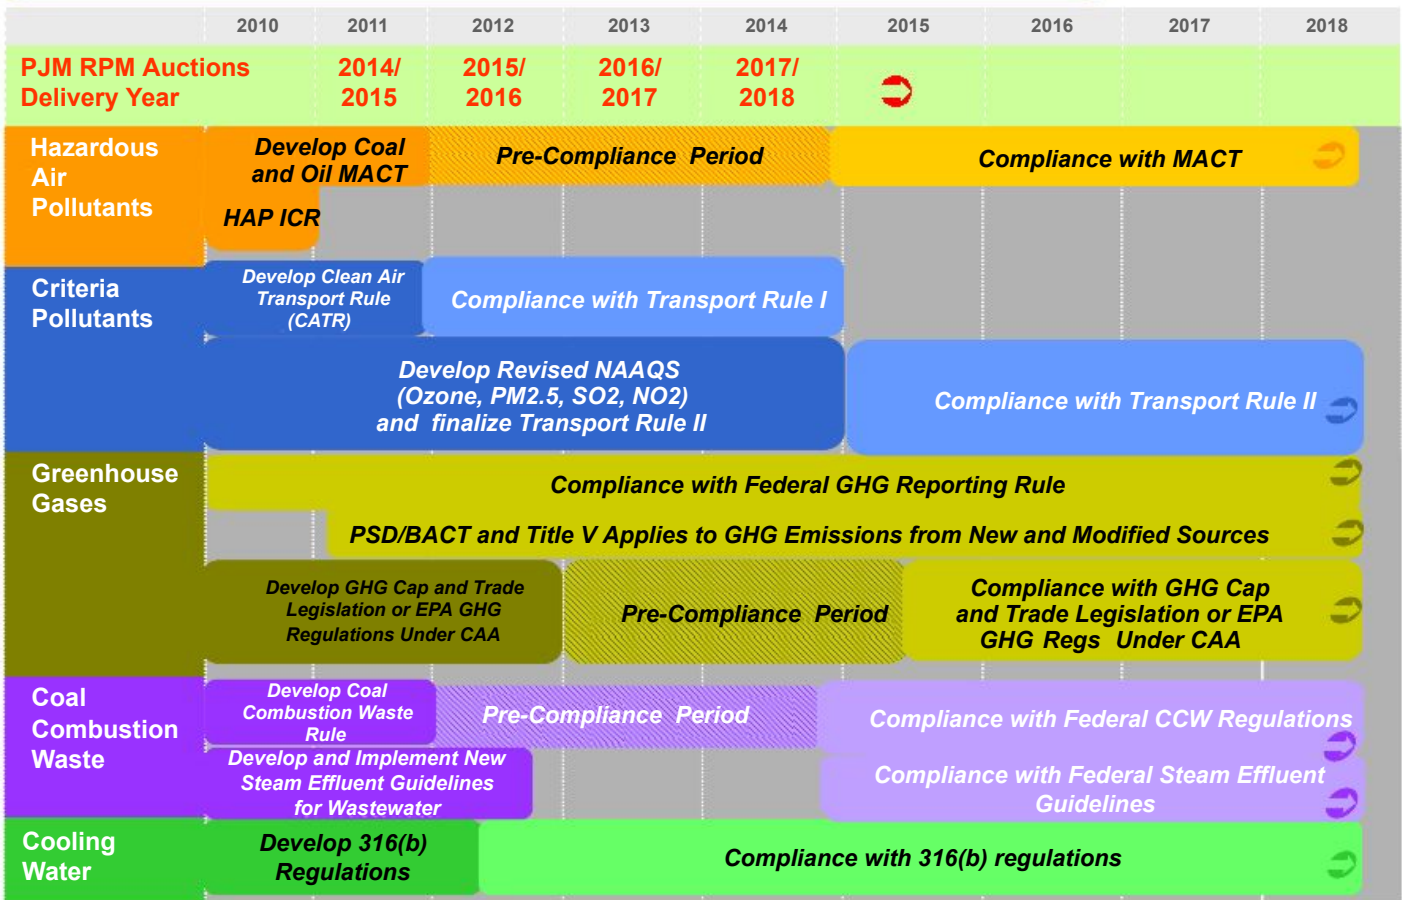 2010 2011 2012 2013 2014 2015 2016 2017 2018
PJM RPM Auctions
Delivery Year
2014/
2015
2015/
2016
2016/
2017
2017/
2018
Hazardous
Air
Pollutants
Develop Coal
and Oil MACT
Pre-Compliance Period
Compliance with MACT
HAP ICR
Criteria
Pollutants
Develop Clean Air
Transport Rule
(CATR)
Compliance with Transport Rule I
Develop Revised NAAQS
(Ozone, PM2.5, SO2, NO2)
and finalize Transport Rule II
Compliance with Transport Rule II
Greenhouse
Gases
Compliance with Federal GHG Reporting Rule
PSD/BACT and Title V Applies to GHG Emissions from New and Modified Sources
Develop GHG Cap and Trade
Legislation or EPA GHG
Regulations Under CAA
Pre-Compliance Period
Compliance with GHG Cap
and Trade Legislation or EPA
GHG Regs Under CAA
Coal
Combustion
Waste
Develop Coal
Combustion Waste
Rule
Pre-Compliance Period
Compliance with Federal CCW Regulations
Develop and Implement New
Steam Effluent Guidelines
for Wastewater
Compliance with Federal Steam Effluent
Guidelines
Cooling
Water
Develop 316(b)
Regulations
Compliance with 316(b) regulations